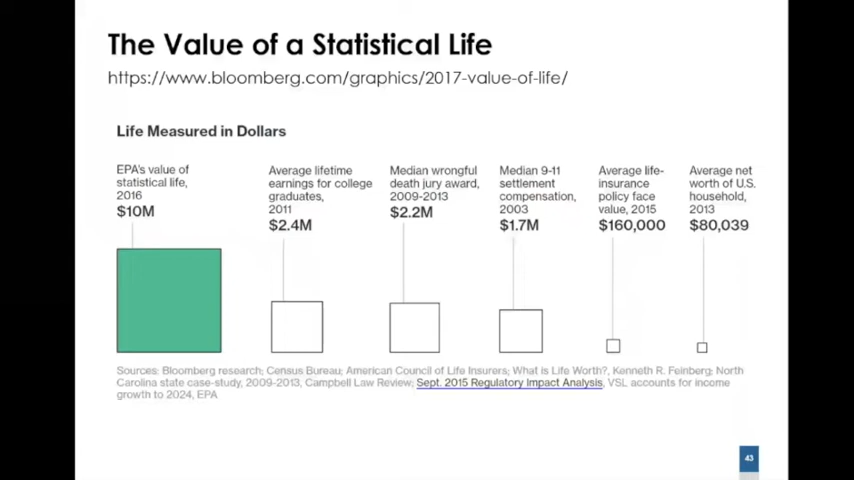 The Value of a Statistical Life
https://www.bloomberg.com/graphics/2017-value-of-life/
Life Measured in Dollars
EPA's value of
statistical life,
2016
$10M
Average lifetime
earnings for college
graduates,
2011
$2.4M
Median wrongful
death jury award,
2009-2013
$2.2M
Median 9-11
settlement
compensation,
2003
$1.7M
Average life-
insurance
policy face
value, 2015
$160,000
Average net
worth of U.S.
household,
2013
$80,039
Sources: Bloomberg research; Census Bureau; American Council of Life Insurers; What is Life Worth?, Kenneth R. Feinberg; North
Carolina state case-study, 2009-2013, Campbell Law Review; Sept. 2015 Regulatory Impact Analysis, VSL accounts for income
growth to 2024, EPA
43